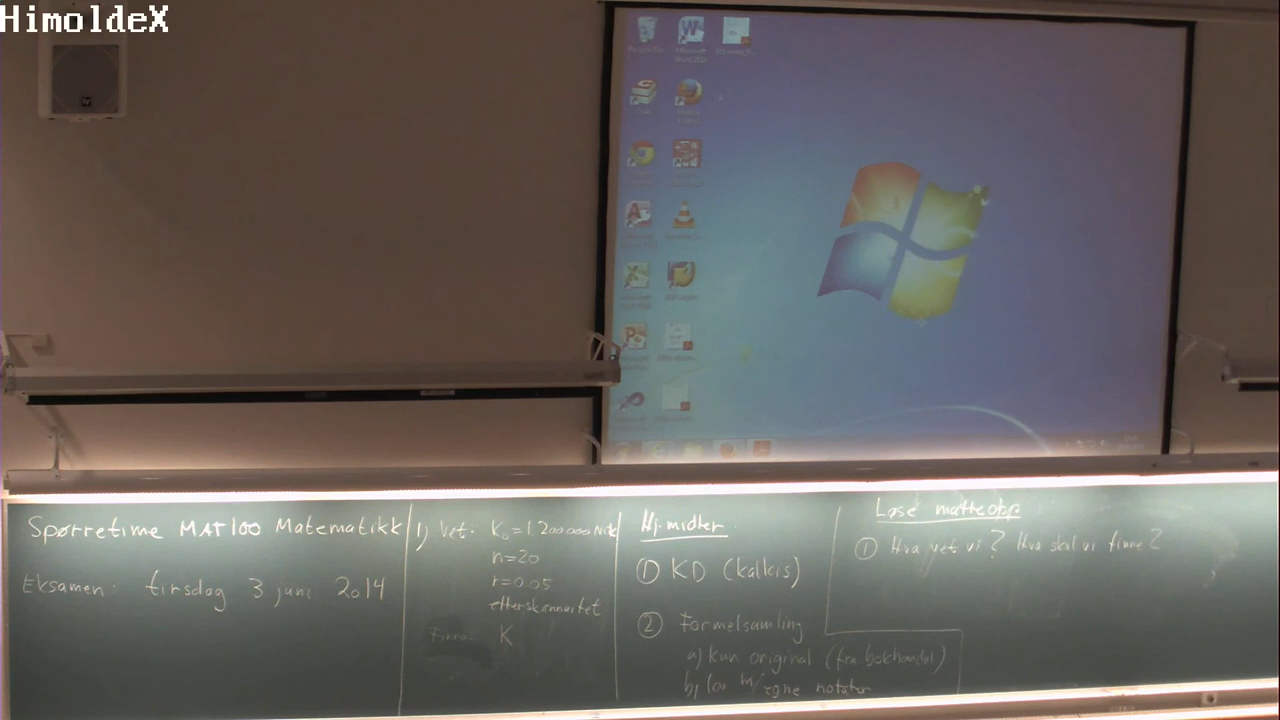 HimoldeX
Spørretime MAT100 Matematikk
Eksamen: tirsdag 3 juni 2014
1) Vet: K₀=1.200 000 NOK
n=20
r=0.05
etterskannuitet
Finne: K
Hj.midler
① KD (kalkis)
② Formelsamling
a) kun original (fra bokhandel)
b) lov m/egne notater
Løse matteopp
① Hva vet vi? Hva skal vi finne?